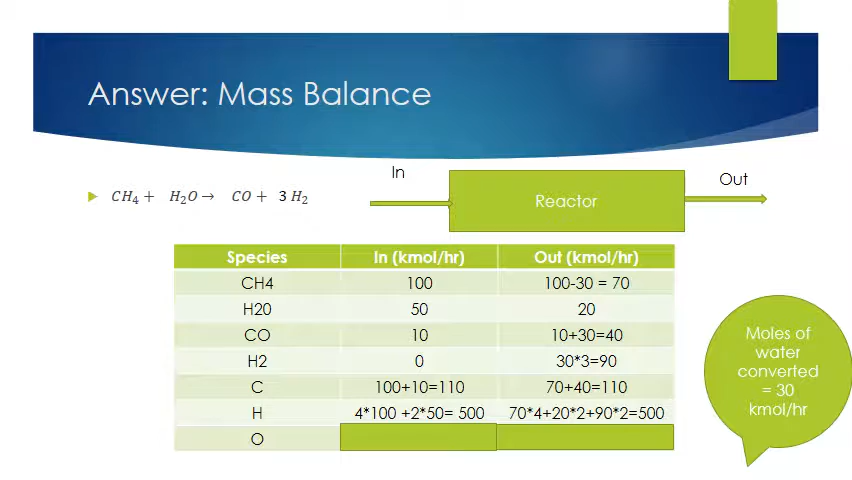 Answer: Mass Balance
In
Out
CH₄ + H₂O → CO + 3 H₂
Reactor
Species In (kmol/hr) Out (kmol/hr)
CH4 100 100-30 = 70
H20 50 20
CO 10 10+30=40
H2 0 30*3=90
C 100+10=110 70+40=110
H 4*100 +2*50= 500 70*4+20*2+90*2=500
O
Moles of
water
converted
= 30
kmol/hr